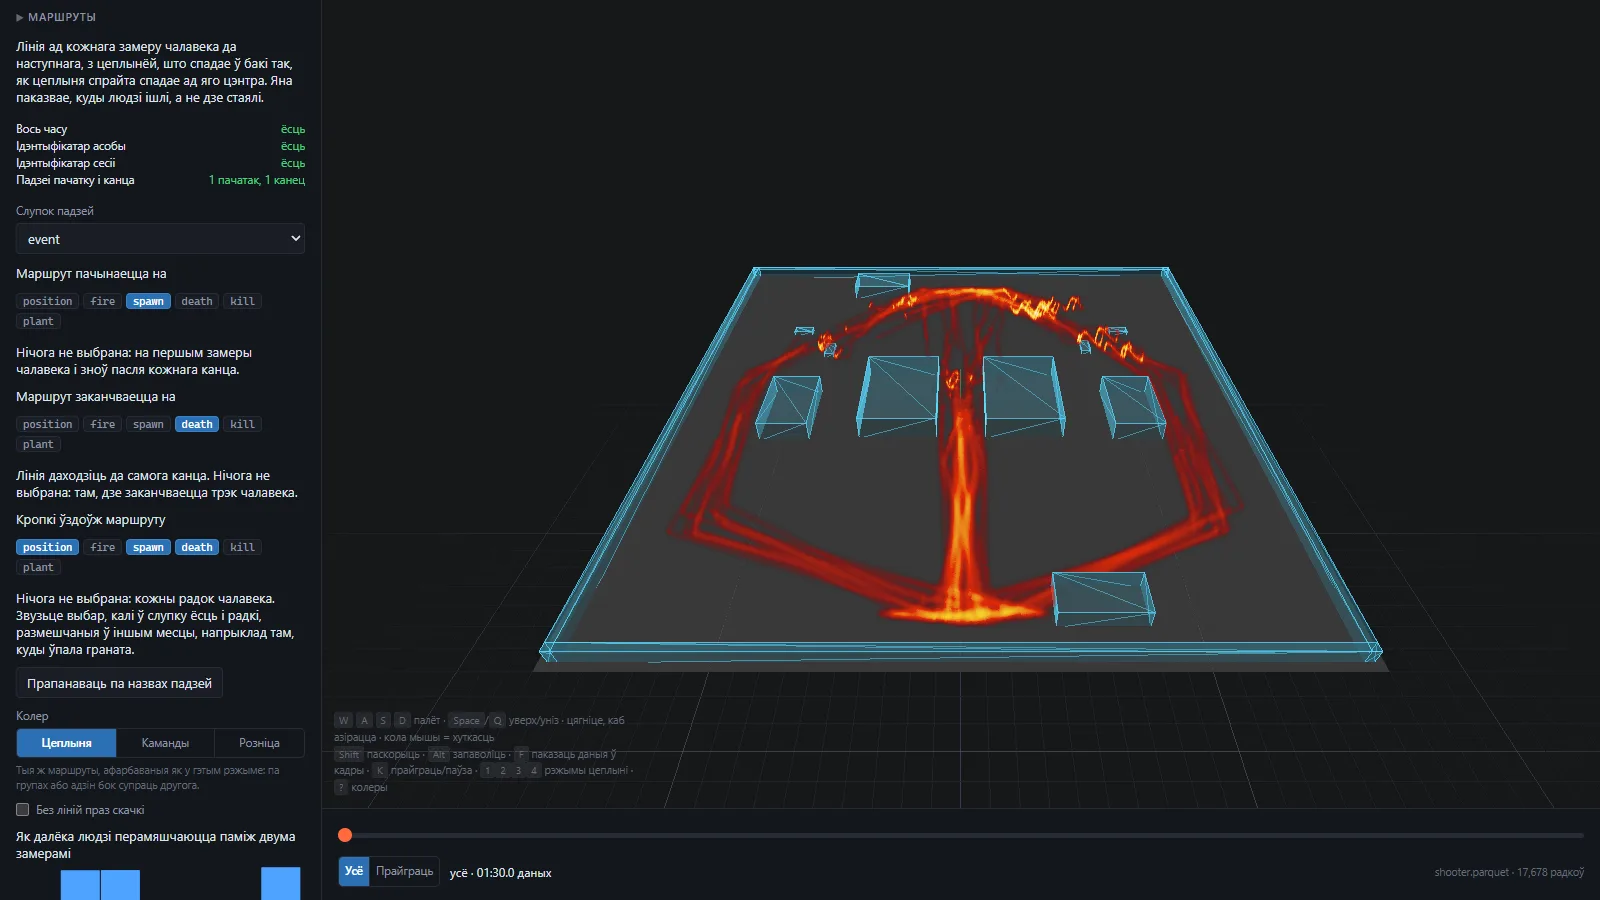 ▶ МАРШРУТЫ
Лінія ад кожнага замеру чалавека да
наступнага, з цеплынёй, што спадае ў бакі так,
як цеплыня спрайта спадае ад яго цэнтра. Яна
паказвае, куды людзі ішлі, а не дзе стаялі.
Вось часу ёсць
Ідэнтыфікатар асобы ёсць
Ідэнтыфікатар сесіі ёсць
Падзеі пачатку і канца 1 пачатак, 1 канец
Слупок падзей
event
Маршрут пачынаецца на
position fire spawn death kill
plant
Нічога не выбрана: на першым замеры
чалавека і зноў пасля кожнага канца.
Маршрут заканчваецца на
position fire spawn death kill
plant
Лінія даходзіць да самога канца. Нічога не
выбрана: там, дзе заканчваецца трэк чалавека.
Кропкі ўздоўж маршруту
position fire spawn death kill
plant
Нічога не выбрана: кожны радок чалавека.
Звузьце выбар, калі ў слупку ёсць і радкі,
размешчаныя ў іншым месцы, напрыклад там,
куды ўпала граната.
Прапанаваць па назвах падзей
Колер
Цеплыня Каманды Розніца
Тыя ж маршруты, афарбаваныя як у гэтым рэжыме: па
групах або адзін бок супраць другога.
Без ліній праз скачкі
Як далёка людзі перамяшчаюцца паміж двума
замерамі
W A S D палёт · Space / Q уверх/уніз · цягніце, каб
азірацца · кола мышы = хуткасць
Shift паскорыць · Alt запаволіць · F паказаць даныя ў
кадры · K прайграць/паўза · 1 2 3 4 рэжымы цеплыні ·
? колеры
Усё Прайграць усё · 01:30.0 даных
shooter.parquet · 17,678 радкоў